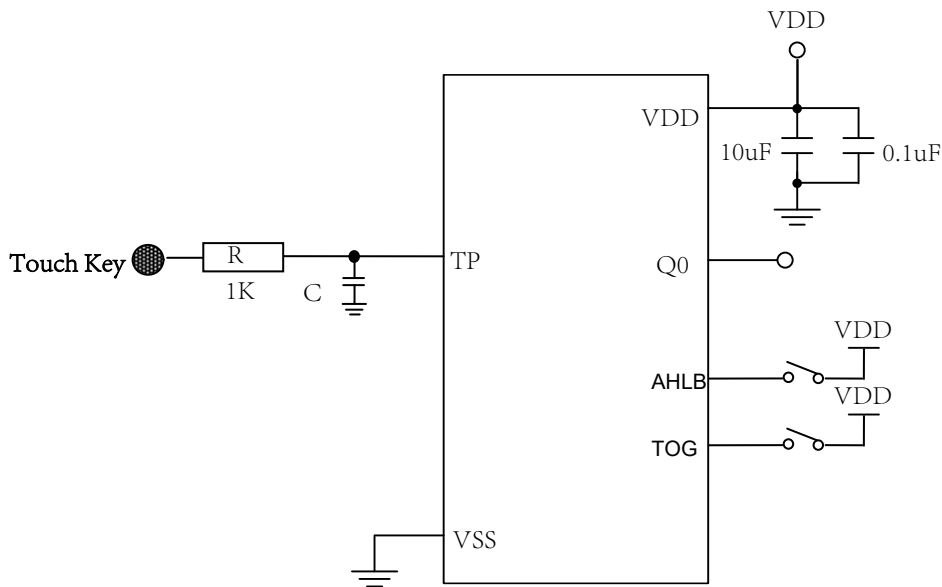 VDD
VDD
10uF
0.1uF
Touch Key
R
1K
C
TP
Q0
VDD
AHLB
VDD
TOG
VSS